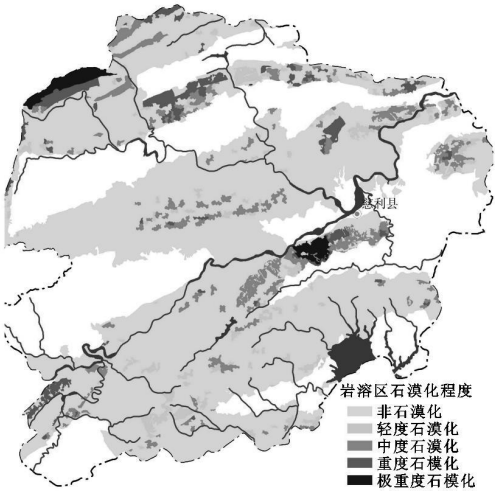 慈利县
岩溶区石漠化程度
非石漠化
轻度石漠化
中度石漠化
重度石模化
极重度石模化